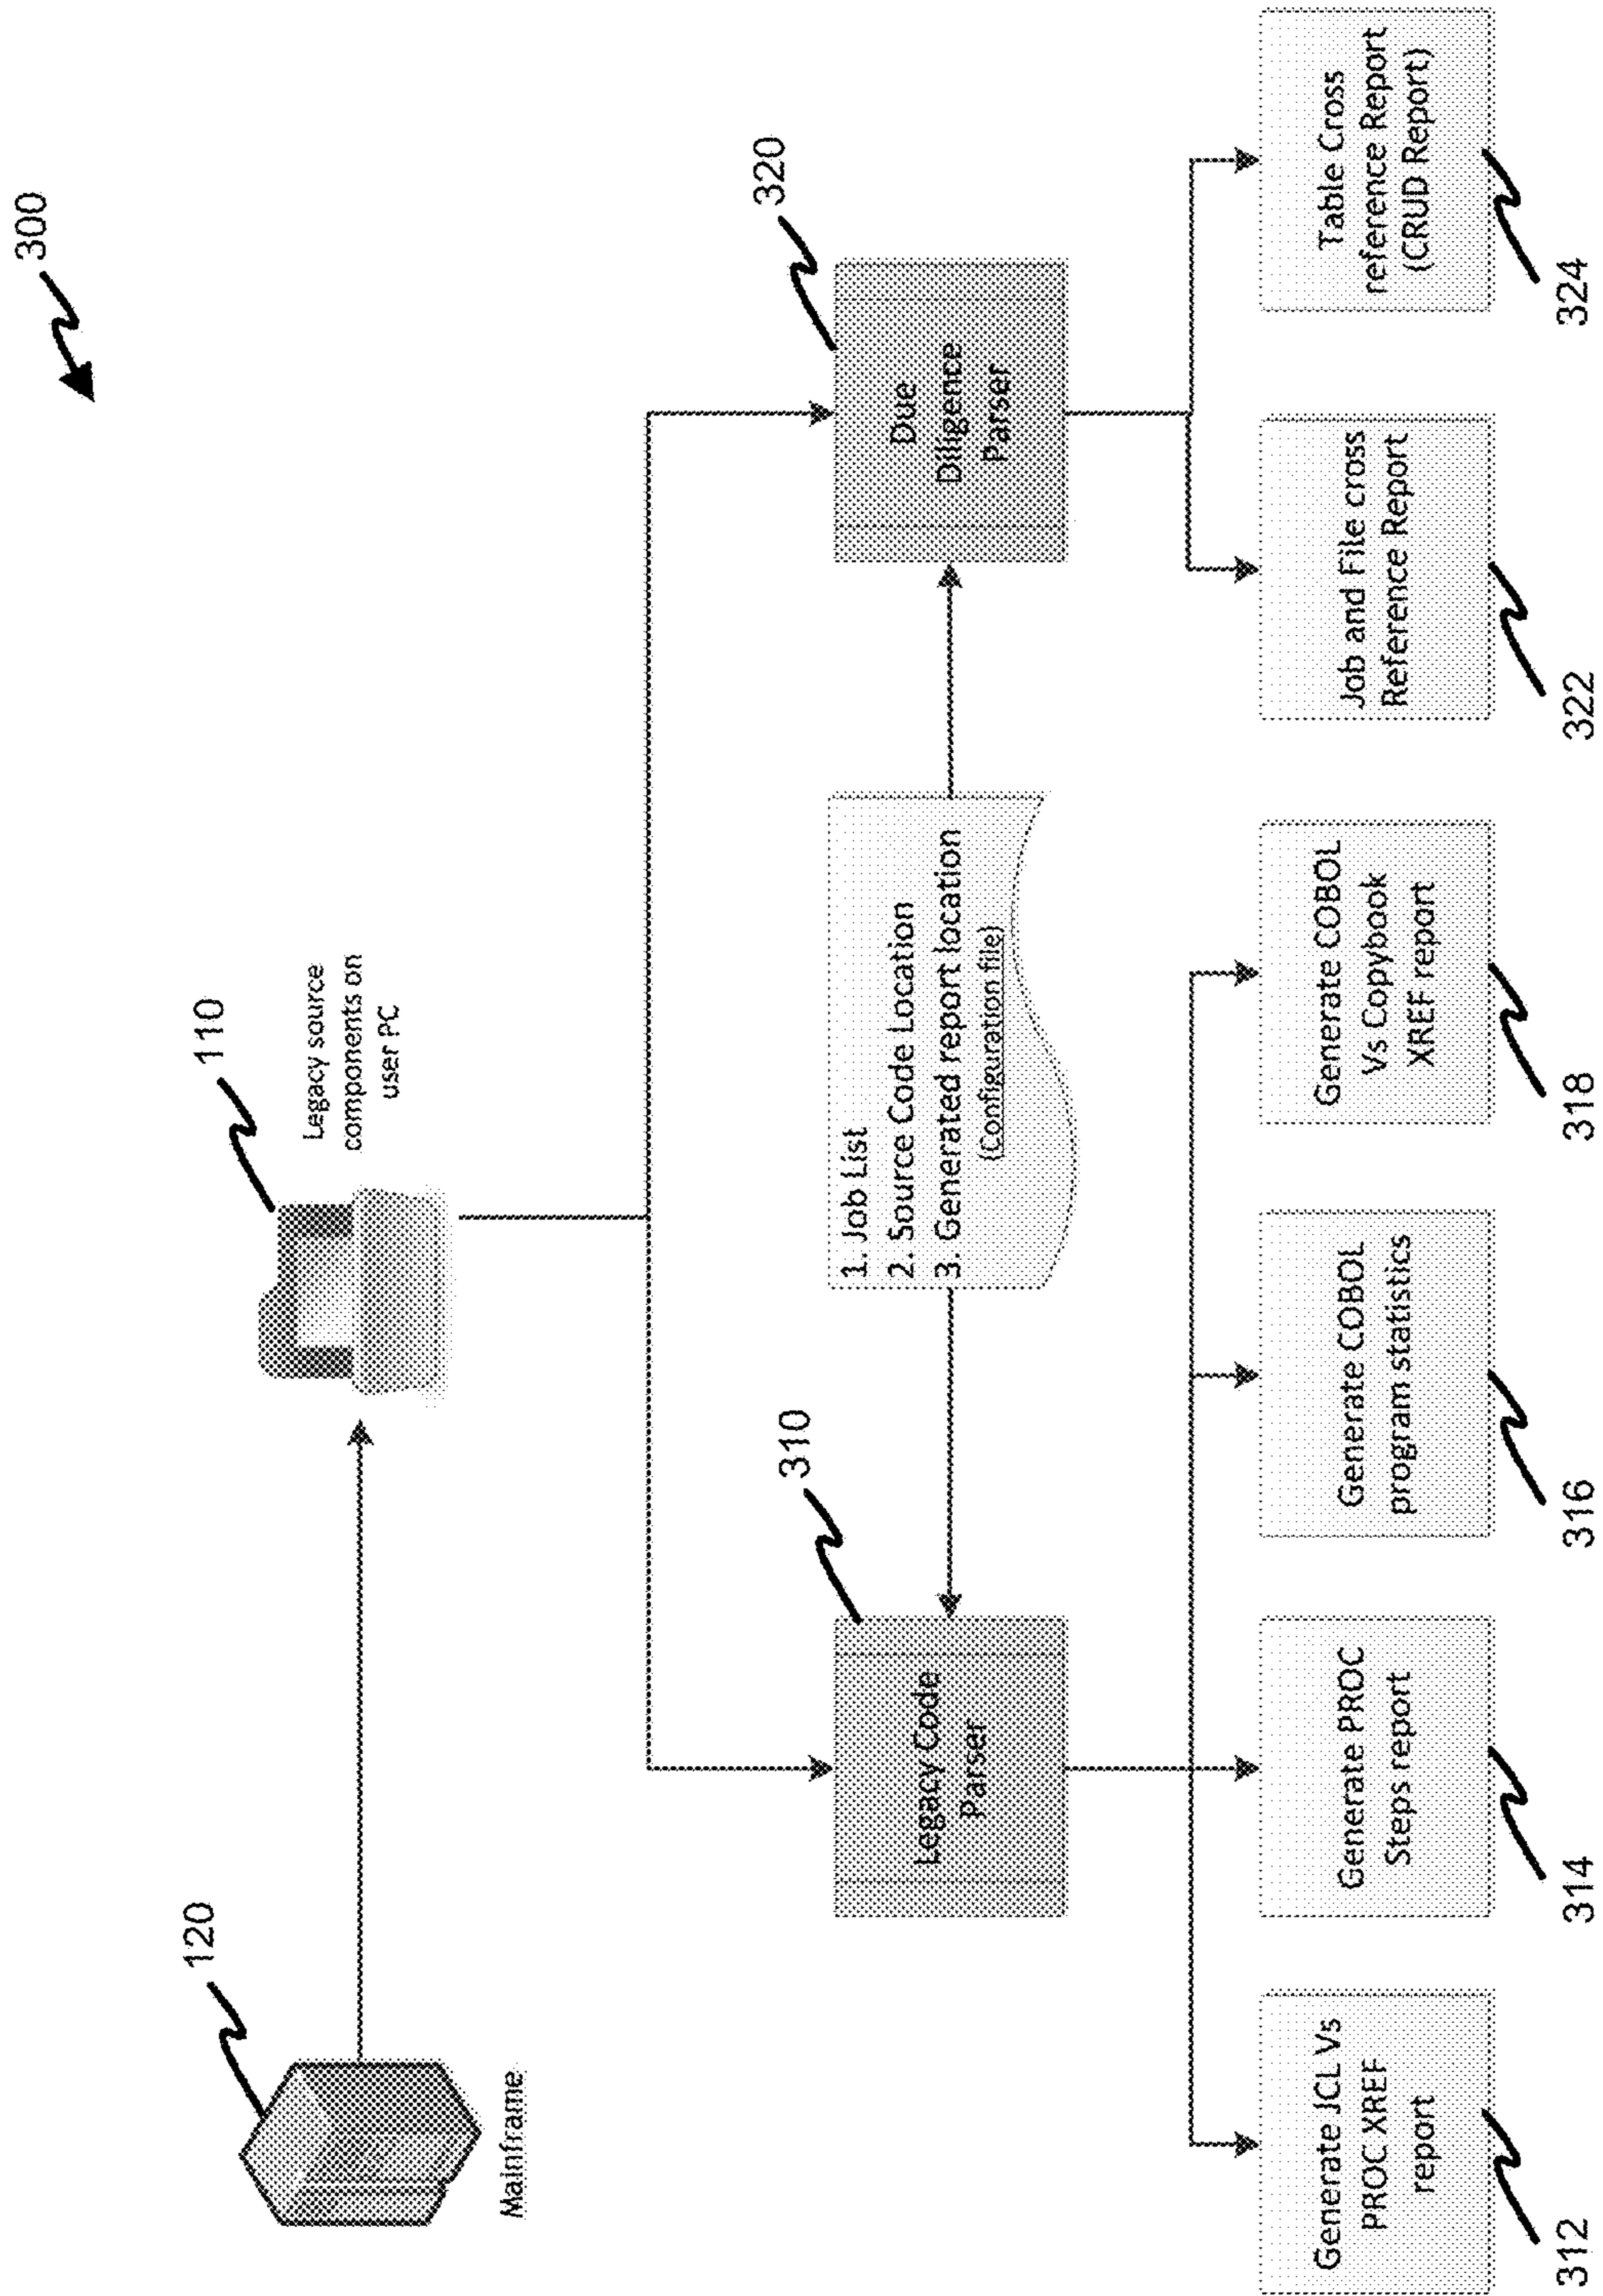 300
120
Mainframe
110
Legacy source
components on
user PC
310
Legacy Code
Parser
1. Job List
2. Source Code Location
3. Generated report location
(Configuration file)
320
Due
Diligence
Parser
Generate JCL Vs
PROC XREF
report
312
Generate PROC
Steps report
314
Generate COBOL
program statistics
316
Generate COBOL
Vs Copybook
XREF report
318
Job and File cross
Reference Report
322
Table Cross
reference Report
(CRUD Report)
324